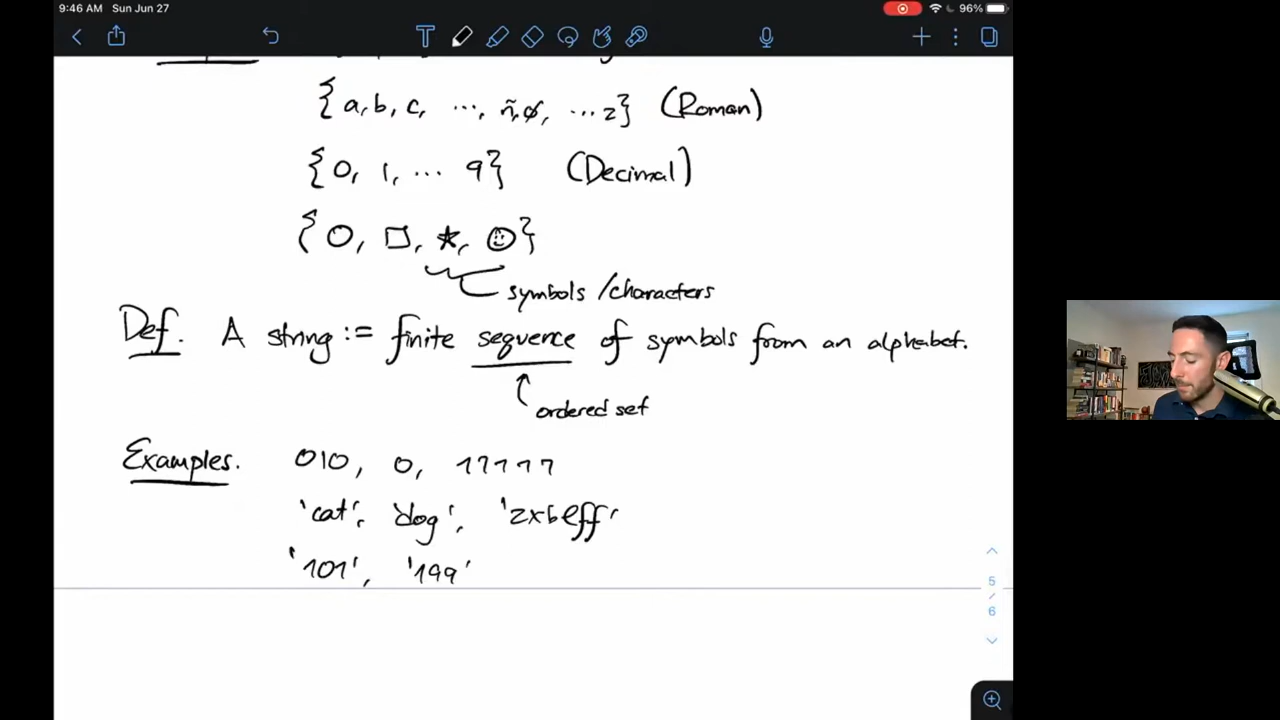 9:46 AM Sun Jun 27
96%
{a, b, c, ..., ñ, ø, ... z} (Roman)
{0, 1, ... 9} (Decimal)
{○, □, ☆, ☺}
symbols / characters
Def. A string := finite sequence of symbols from an alphabet.
ordered set
Examples. 010, 0, 11111
'cat', 'dog', 'zxbeff'
'101', '199'
5
/
6